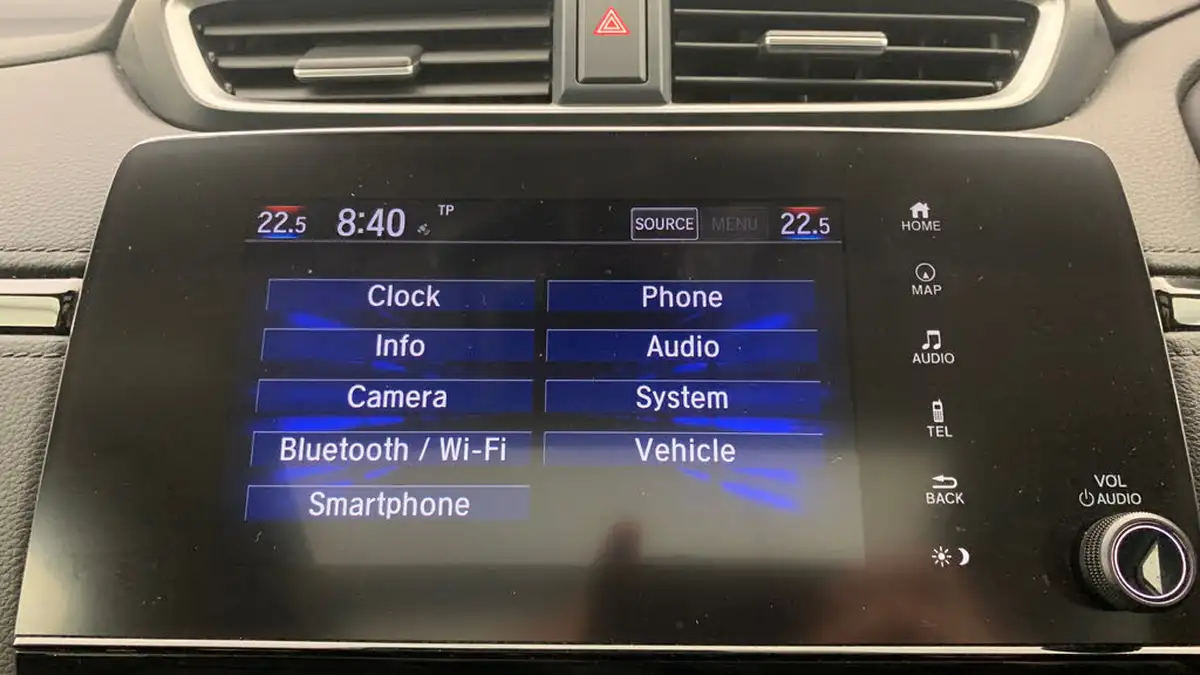 22.5 8:40 TP SOURCE MENU 22.5
Clock Phone
Info Audio
Camera System
Bluetooth / Wi-Fi Vehicle
Smartphone
HOME
MAP
AUDIO
TEL
BACK
VOL
AUDIO